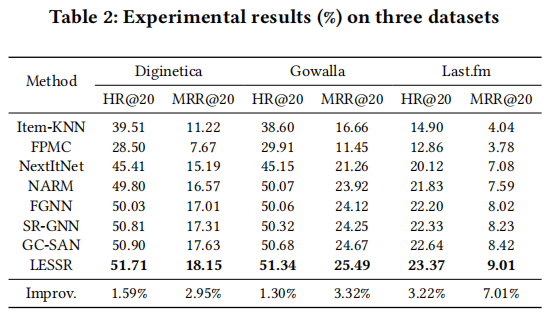 Table 2: Experimental results (%) on three datasets
Method Diginetica Gowalla Last.fm
HR@20 MRR@20 HR@20 MRR@20 HR@20 MRR@20
Item-KNN 39.51 11.22 38.60 16.66 14.90 4.04
FPMC 28.50 7.67 29.91 11.45 12.86 3.78
NextItNet 45.41 15.19 45.15 21.26 20.12 7.08
NARM 49.80 16.57 50.07 23.92 21.83 7.59
FGNN 50.03 17.01 50.06 24.12 22.20 8.02
SR-GNN 50.81 17.31 50.32 24.25 22.33 8.23
GC-SAN 50.90 17.63 50.68 24.67 22.64 8.42
LESSR 51.71 18.15 51.34 25.49 23.37 9.01
Improv. 1.59% 2.95% 1.30% 3.32% 3.22% 7.01%